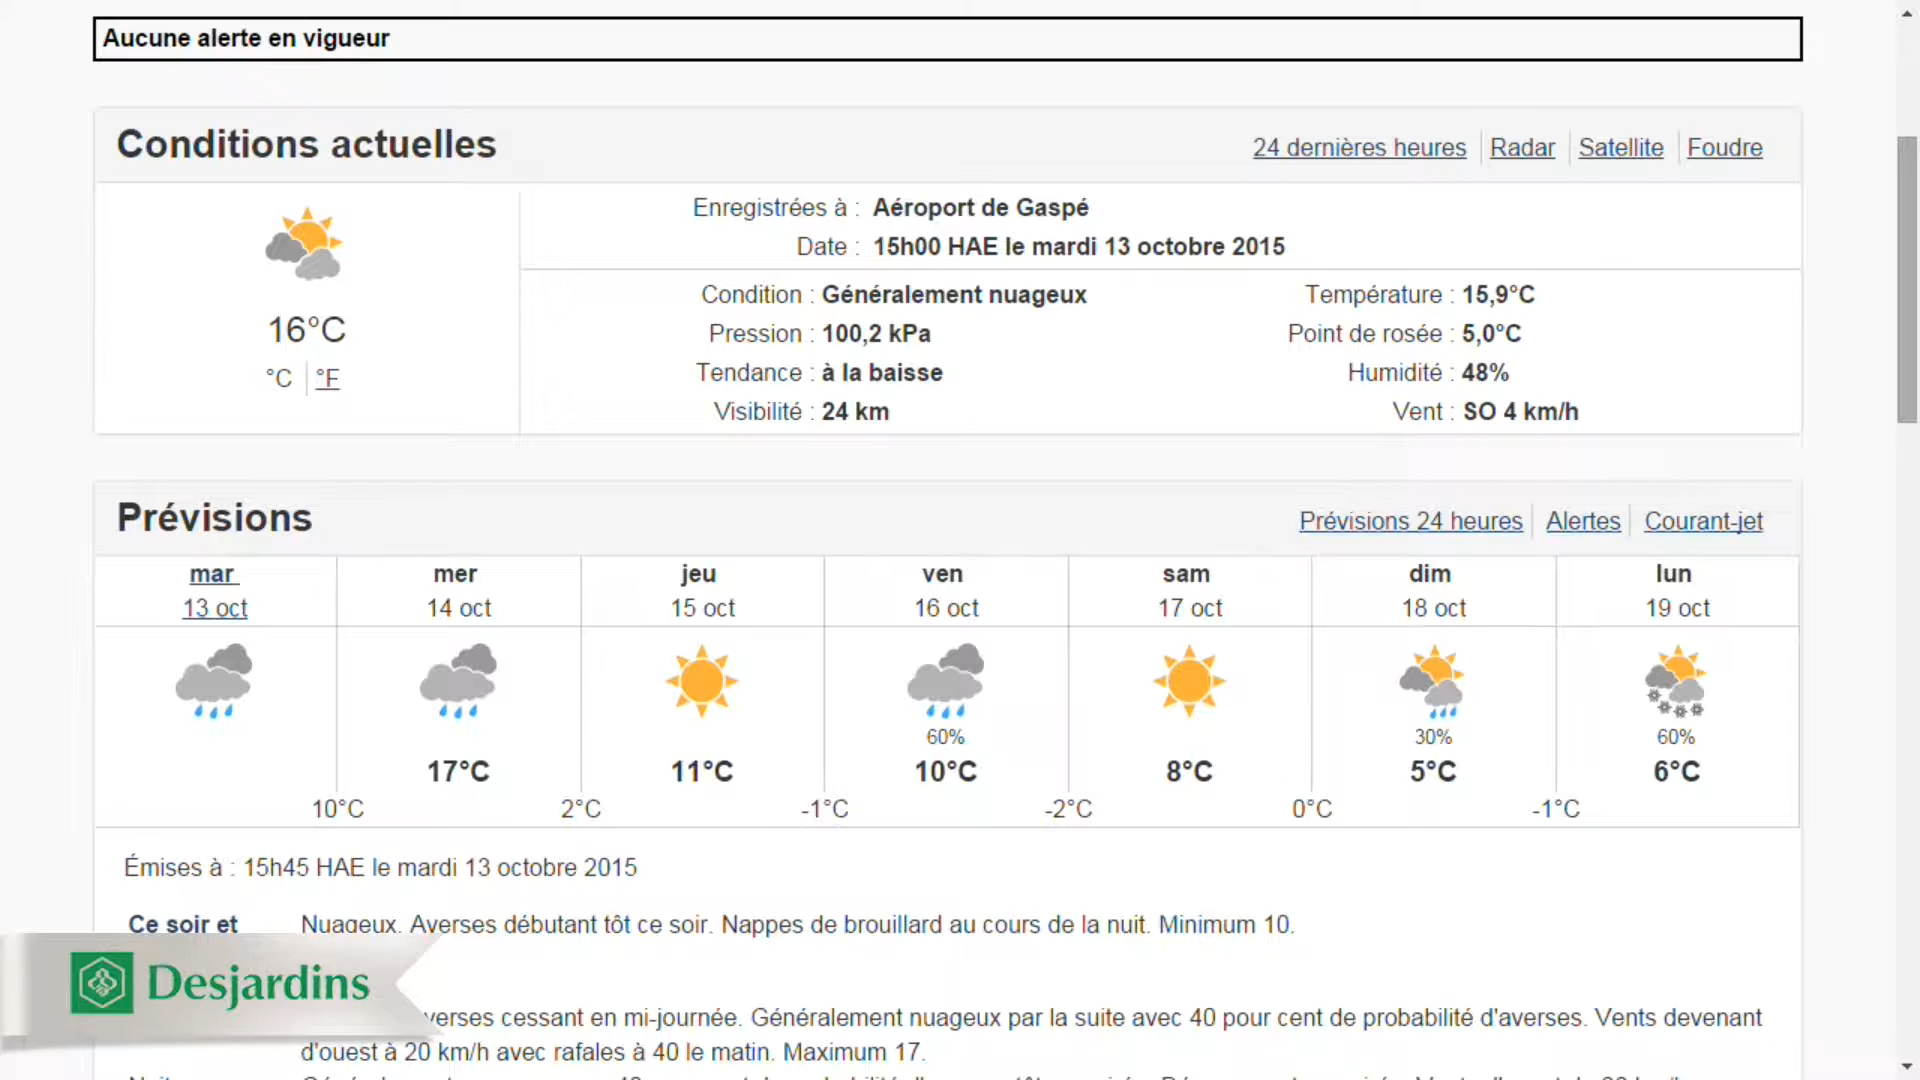 Aucune alerte en vigueur
Conditions actuelles
24 dernières heures Radar Satellite Foudre
16°C
°C °F
Enregistrées à : Aéroport de Gaspé
Date : 15h00 HAE le mardi 13 octobre 2015
Condition : Généralement nuageux
Pression : 100,2 kPa
Tendance : à la baisse
Visibilité : 24 km
Température : 15,9°C
Point de rosée : 5,0°C
Humidité : 48%
Vent : SO 4 km/h
Prévisions
Prévisions 24 heures Alertes Courant-jet
mar mer jeu ven sam dim lun
13 oct 14 oct 15 oct 16 oct 17 oct 18 oct 19 oct
60% 30% 60%
17°C 11°C 10°C 8°C 5°C 6°C
10°C 2°C -1°C -2°C 0°C -1°C
Émises à : 15h45 HAE le mardi 13 octobre 2015
Ce soir et Nuageux. Averses débutant tôt ce soir. Nappes de brouillard au cours de la nuit. Minimum 10.
Desjardins
verses cessant en mi-journée. Généralement nuageux par la suite avec 40 pour cent de probabilité d'averses. Vents devenant
d'ouest à 20 km/h avec rafales à 40 le matin. Maximum 17.